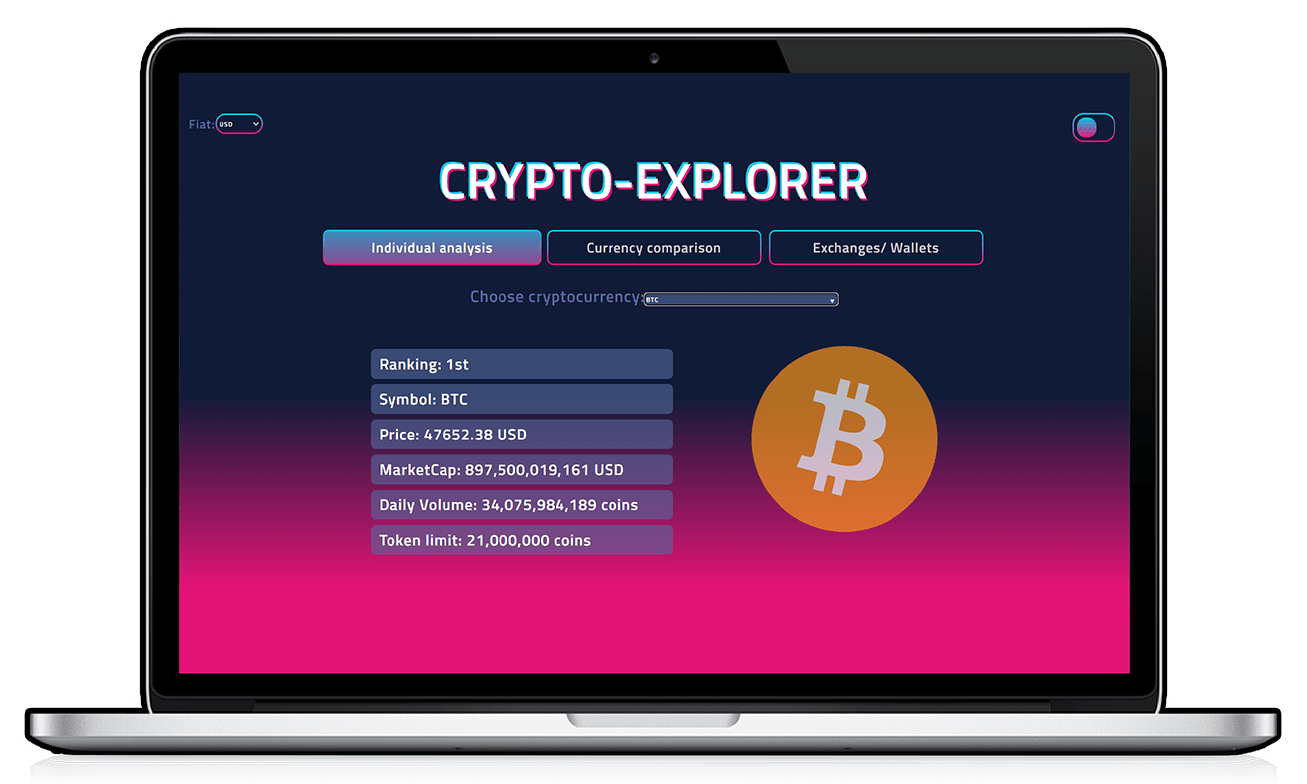 Fiat: USD
CRYPTO-EXPLORER
Individual analysis
Currency comparison
Exchanges/ Wallets
Choose cryptocurrency: BTC
Ranking: 1st
Symbol: BTC
Price: 47652.38 USD
MarketCap: 897,500,019,161 USD
Daily Volume: 34,075,984,189 coins
Token limit: 21,000,000 coins